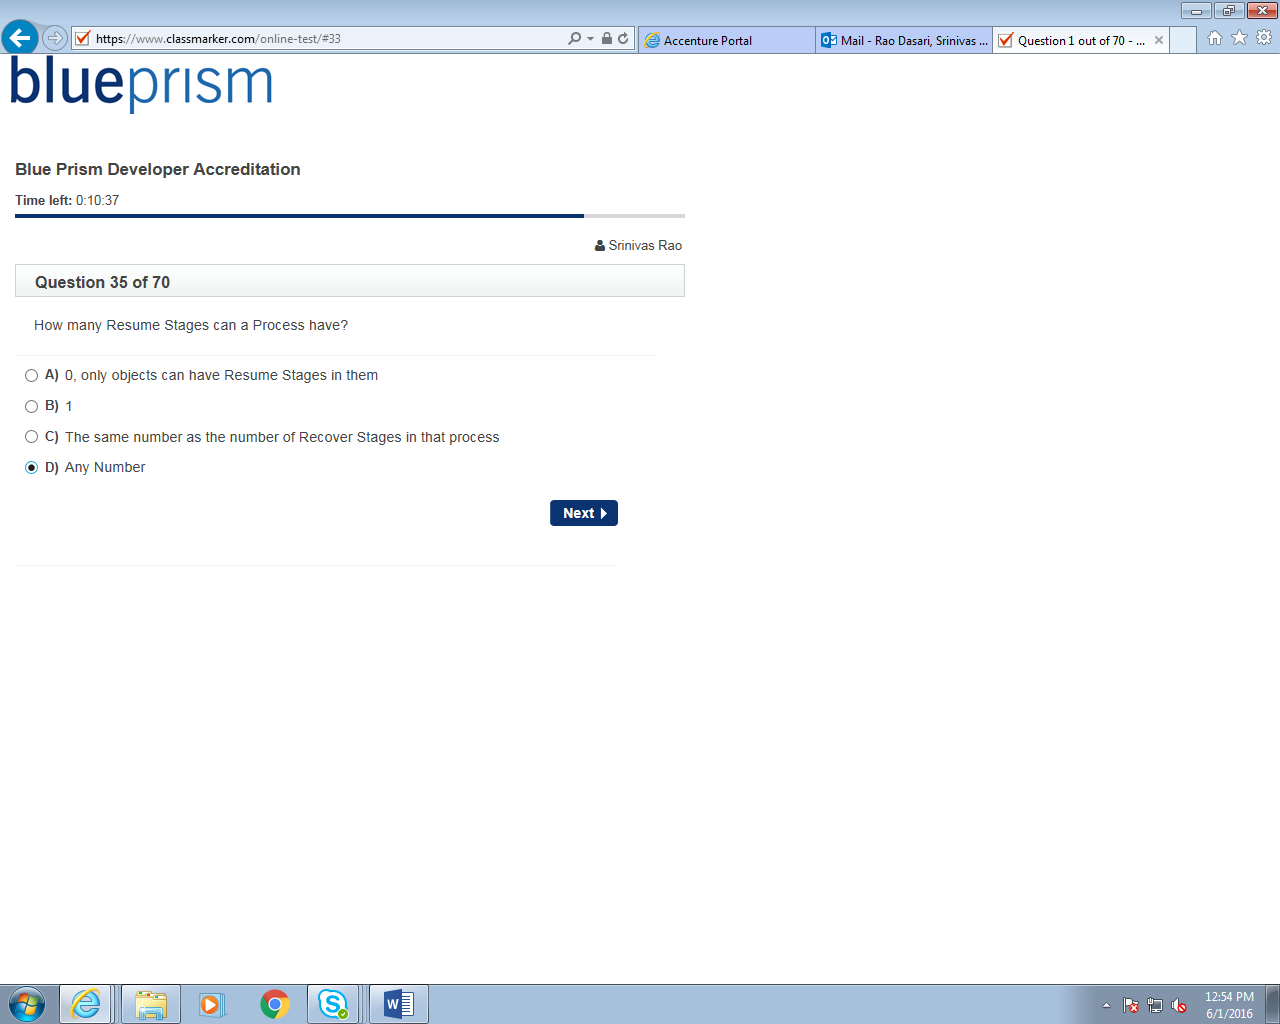 https://www.classmarker.com/online-test/#33
Accenture Portal
Mail - Rao Dasari, Srinivas ...
Question 1 out of 70 - ...
blueprism
Blue Prism Developer Accreditation
Time left: 0:10:37
Srinivas Rao
Question 35 of 70
How many Resume Stages can a Process have?
A) 0, only objects can have Resume Stages in them
B) 1
C) The same number as the number of Recover Stages in that process
D) Any Number
Next
12:54 PM
6/1/2016